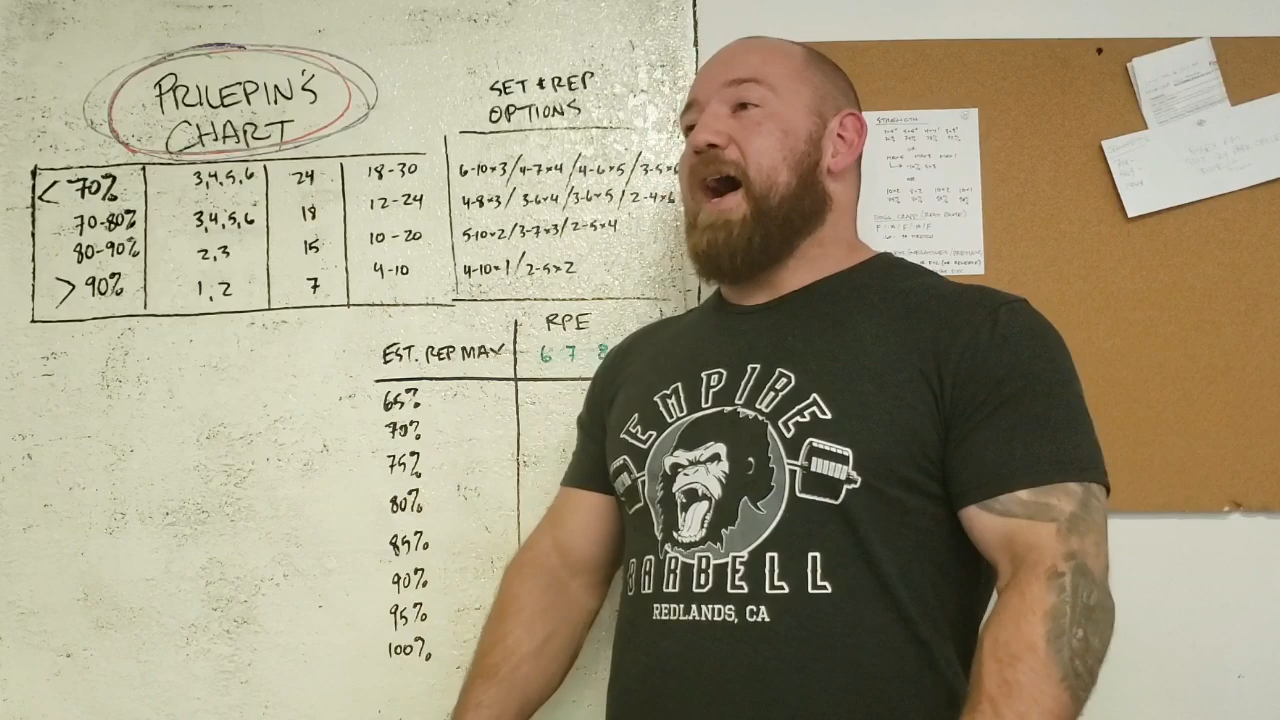 PRILEPIN'S
CHART
SET & REP
OPTIONS
< 70% 3,4,5,6 24 18-30 6-10×3/4-7×4/4-6×5/3-5×6
70-80% 3,4,5,6 18 12-24 4-8×3/3-6×4/3-6×5/2-4×6
80-90% 2,3 15 10-20 5-10×2/3-7×3/2-5×4
> 90% 1,2 7 4-10 4-10×1/2-5×2
RPE
EST. REP MAX 6 7 8
65%
70%
75%
80%
85%
90%
95%
100%
EMPIRE
BARBELL
REDLANDS, CA
STRENGTH